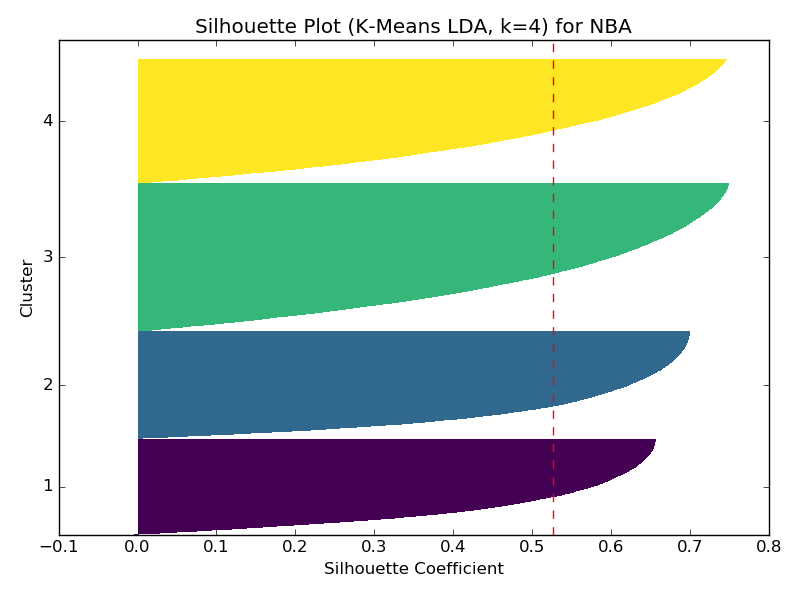 Silhouette Plot (K-Means LDA, k=4) for NBA
4
3
2
1
Cluster
−0.1 0.0 0.1 0.2 0.3 0.4 0.5 0.6 0.7 0.8
Silhouette Coefficient